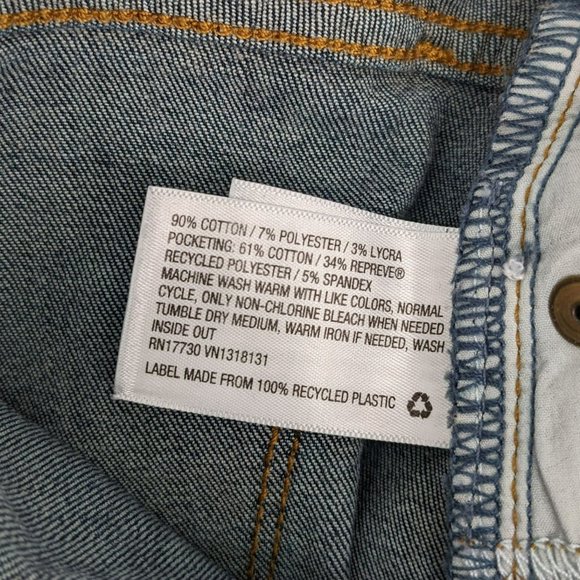 90% COTTON / 7% POLYESTER / 3% LYCRA
POCKETING: 61% COTTON / 34% REPREVE®
RECYCLED POLYESTER / 5% SPANDEX
MACHINE WASH WARM WITH LIKE COLORS, NORMAL
CYCLE, ONLY NON-CHLORINE BLEACH WHEN NEEDED
TUMBLE DRY MEDIUM, WARM IRON IF NEEDED, WASH
INSIDE OUT
RN17730 VN1318131
LABEL MADE FROM 100% RECYCLED PLASTIC